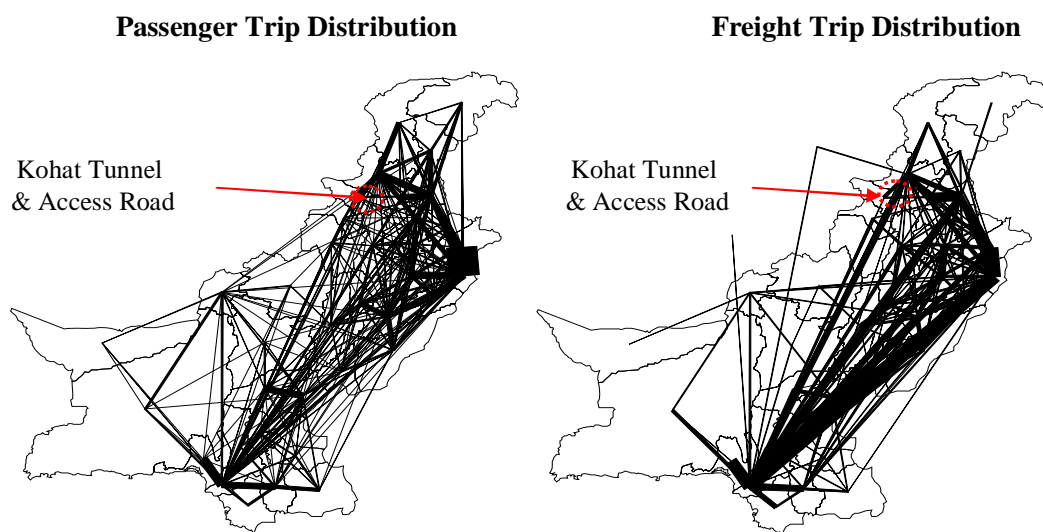 Passenger Trip Distribution
Freight Trip Distribution
Kohat Tunnel
& Access Road
Kohat Tunnel
& Access Road